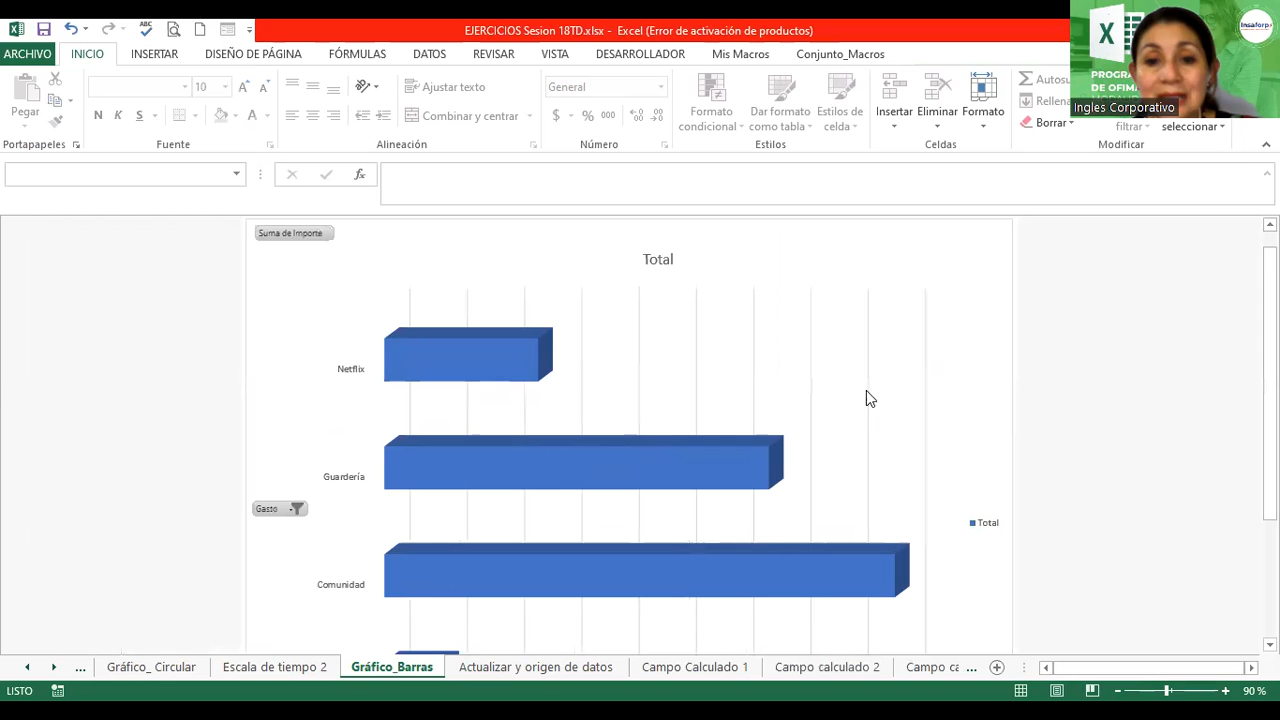 EJERCICIOS Sesion 18TD.xlsx - Excel (Error de activación de productos)
ARCHIVO INICIO INSERTAR DISEÑO DE PÁGINA FÓRMULAS DATOS REVISAR VISTA DESARROLLADOR Mis Macros Conjunto_Macros
Insaforp
PROGR
DE OFIM
Ingles Corporativo
Pegar
10
N K S
Ajustar texto
Combinar y centrar
General
$ % 000
Formato condicional
Dar formato como tabla
Estilos de celda
Insertar Eliminar Formato
Autosu
Rellena
Borrar
filtrar seleccionar
Portapapeles Fuente Alineación Número Estilos Celdas Modificar
fx
Suma de Importe
Total
Netflix
Guardería
Gasto
Total
Comunidad
... Gráfico_ Circular Escala de tiempo 2 Gráfico_Barras Actualizar y origen de datos Campo Calculado 1 Campo calculado 2 Campo ca ...
LISTO
90 %